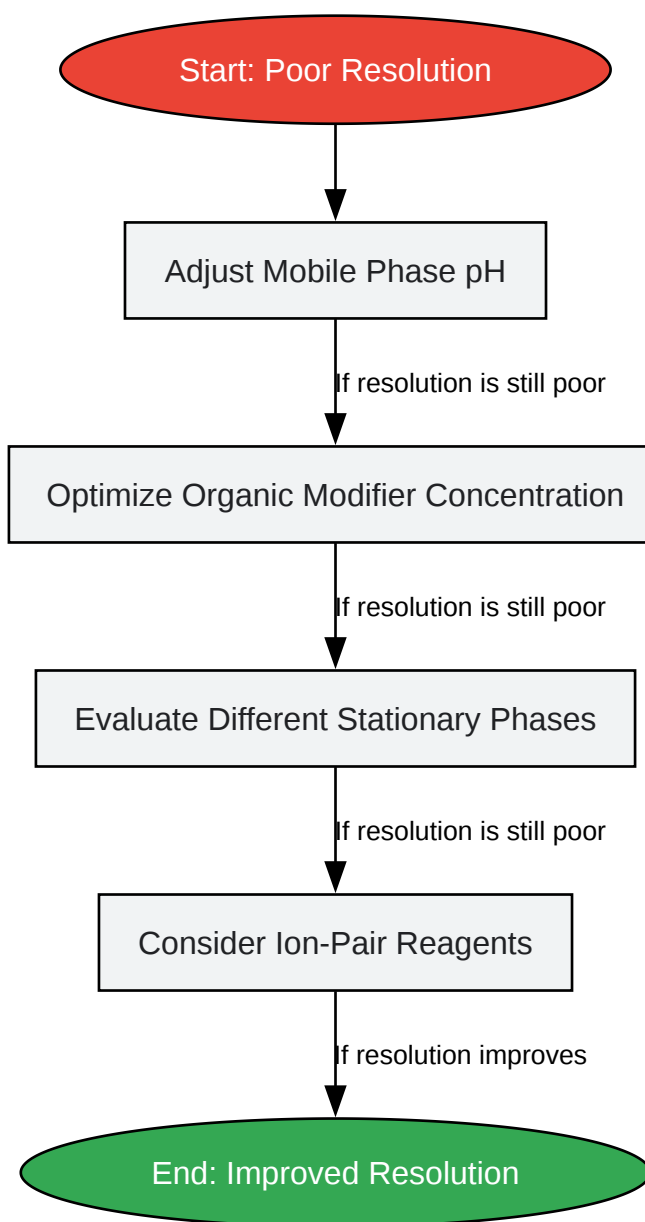 Start: Poor Resolution
Adjust Mobile Phase pH
If resolution is still poor
Optimize Organic Modifier Concentration
If resolution is still poor
Evaluate Different Stationary Phases
If resolution is still poor
Consider Ion-Pair Reagents
If resolution improves
End: Improved Resolution